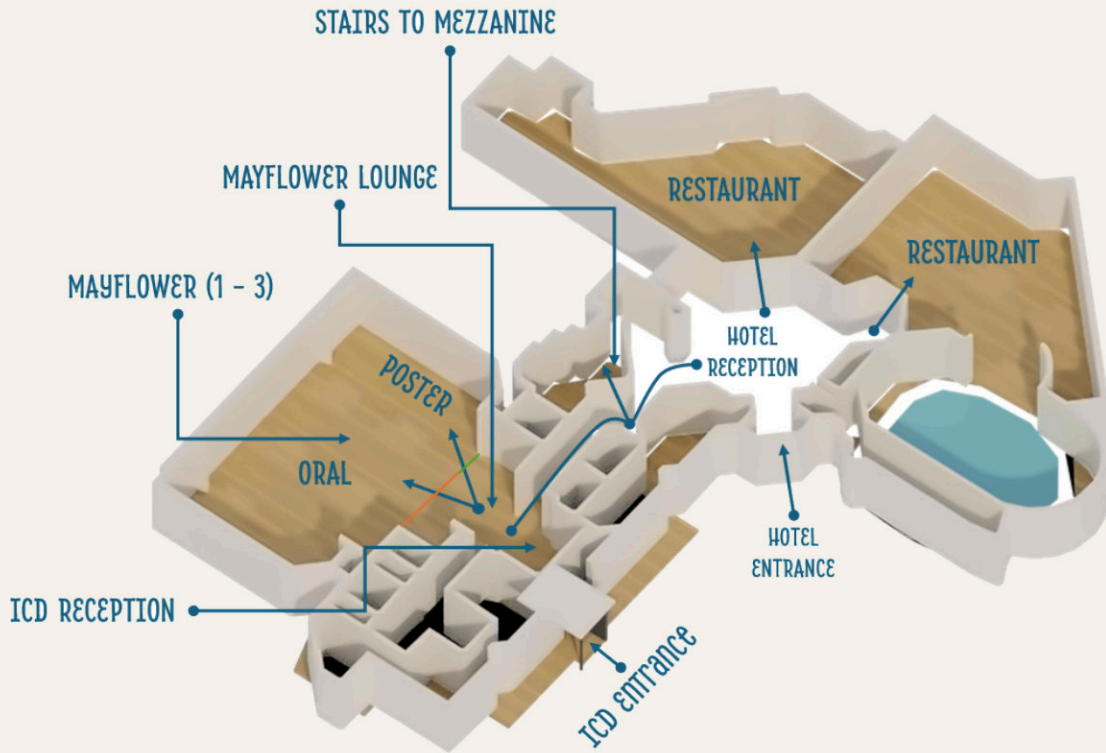 STAIRS TO MEZZANINE
MAYFLOWER LOUNGE
RESTAURANT
RESTAURANT
MAYFLOWER (1 - 3)
HOTEL
RECEPTION
POSTER
ORAL
HOTEL
ENTRANCE
ICD RECEPTION
ICD ENTRANCE